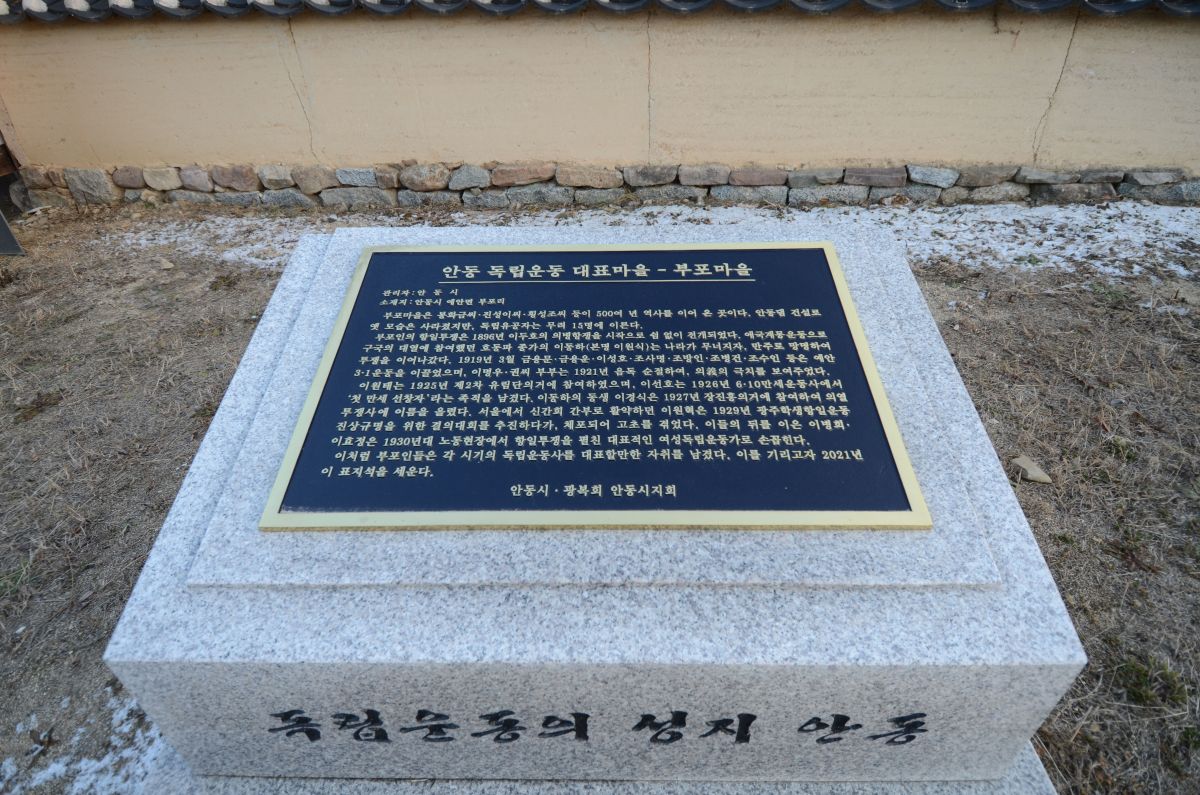 안동 독립운동 대표마을 - 부포마을
관리자 : 안 동 시
소재지 : 안동시 예안면 부포리
부포마을은 봉화금씨·진성이씨·횡성조씨 등이 500여 년 역사를 이어 온 곳이다. 안동댐 건설로
옛 모습은 사라졌지만, 독립유공자는 무려 15명에 이른다.
부포인의 항일투쟁은 1896년 이두호의 의병항쟁을 시작으로 쉼 없이 전개되었다. 애국계몽운동으로
구국의 대열에 참여했던 호동파 종가의 이동하(본명 이원식)는 나라가 무너지자, 만주로 망명하여
투쟁을 이어나갔다. 1919년 3월 금용문·금용운·이성호·조사명·조방인·조병건·조수인 등은 예안
3·1운동을 이끌었으며, 이명우·권씨 부부는 1921년 음독 순절하여, 의義의 극치를 보여주었다.
이원태는 1925년 제2차 유림단의거에 참여하였으며, 이선호는 1926년 6·10만세운동사에서
‘첫 만세 선창자’라는 족적을 남겼다. 이동하의 동생 이경식은 1927년 장진홍의거에 참여하여 의열
투쟁사에 이름을 올렸다. 서울에서 신간회 간부로 활약하던 이원혁은 1929년 광주학생항일운동
진상규명을 위한 결의대회를 추진하다가, 체포되어 고초를 겪었다. 이들의 뒤를 이은 이병희·
이효정은 1930년대 노동현장에서 항일투쟁을 펼친 대표적인 여성독립운동가로 손꼽힌다.
이처럼 부포인들은 각 시기의 독립운동사를 대표할만한 자취를 남겼다. 이를 기리고자 2021년
이 표지석을 세운다.
안동시 · 광복회 안동시지회
독립운동의 성지 안동